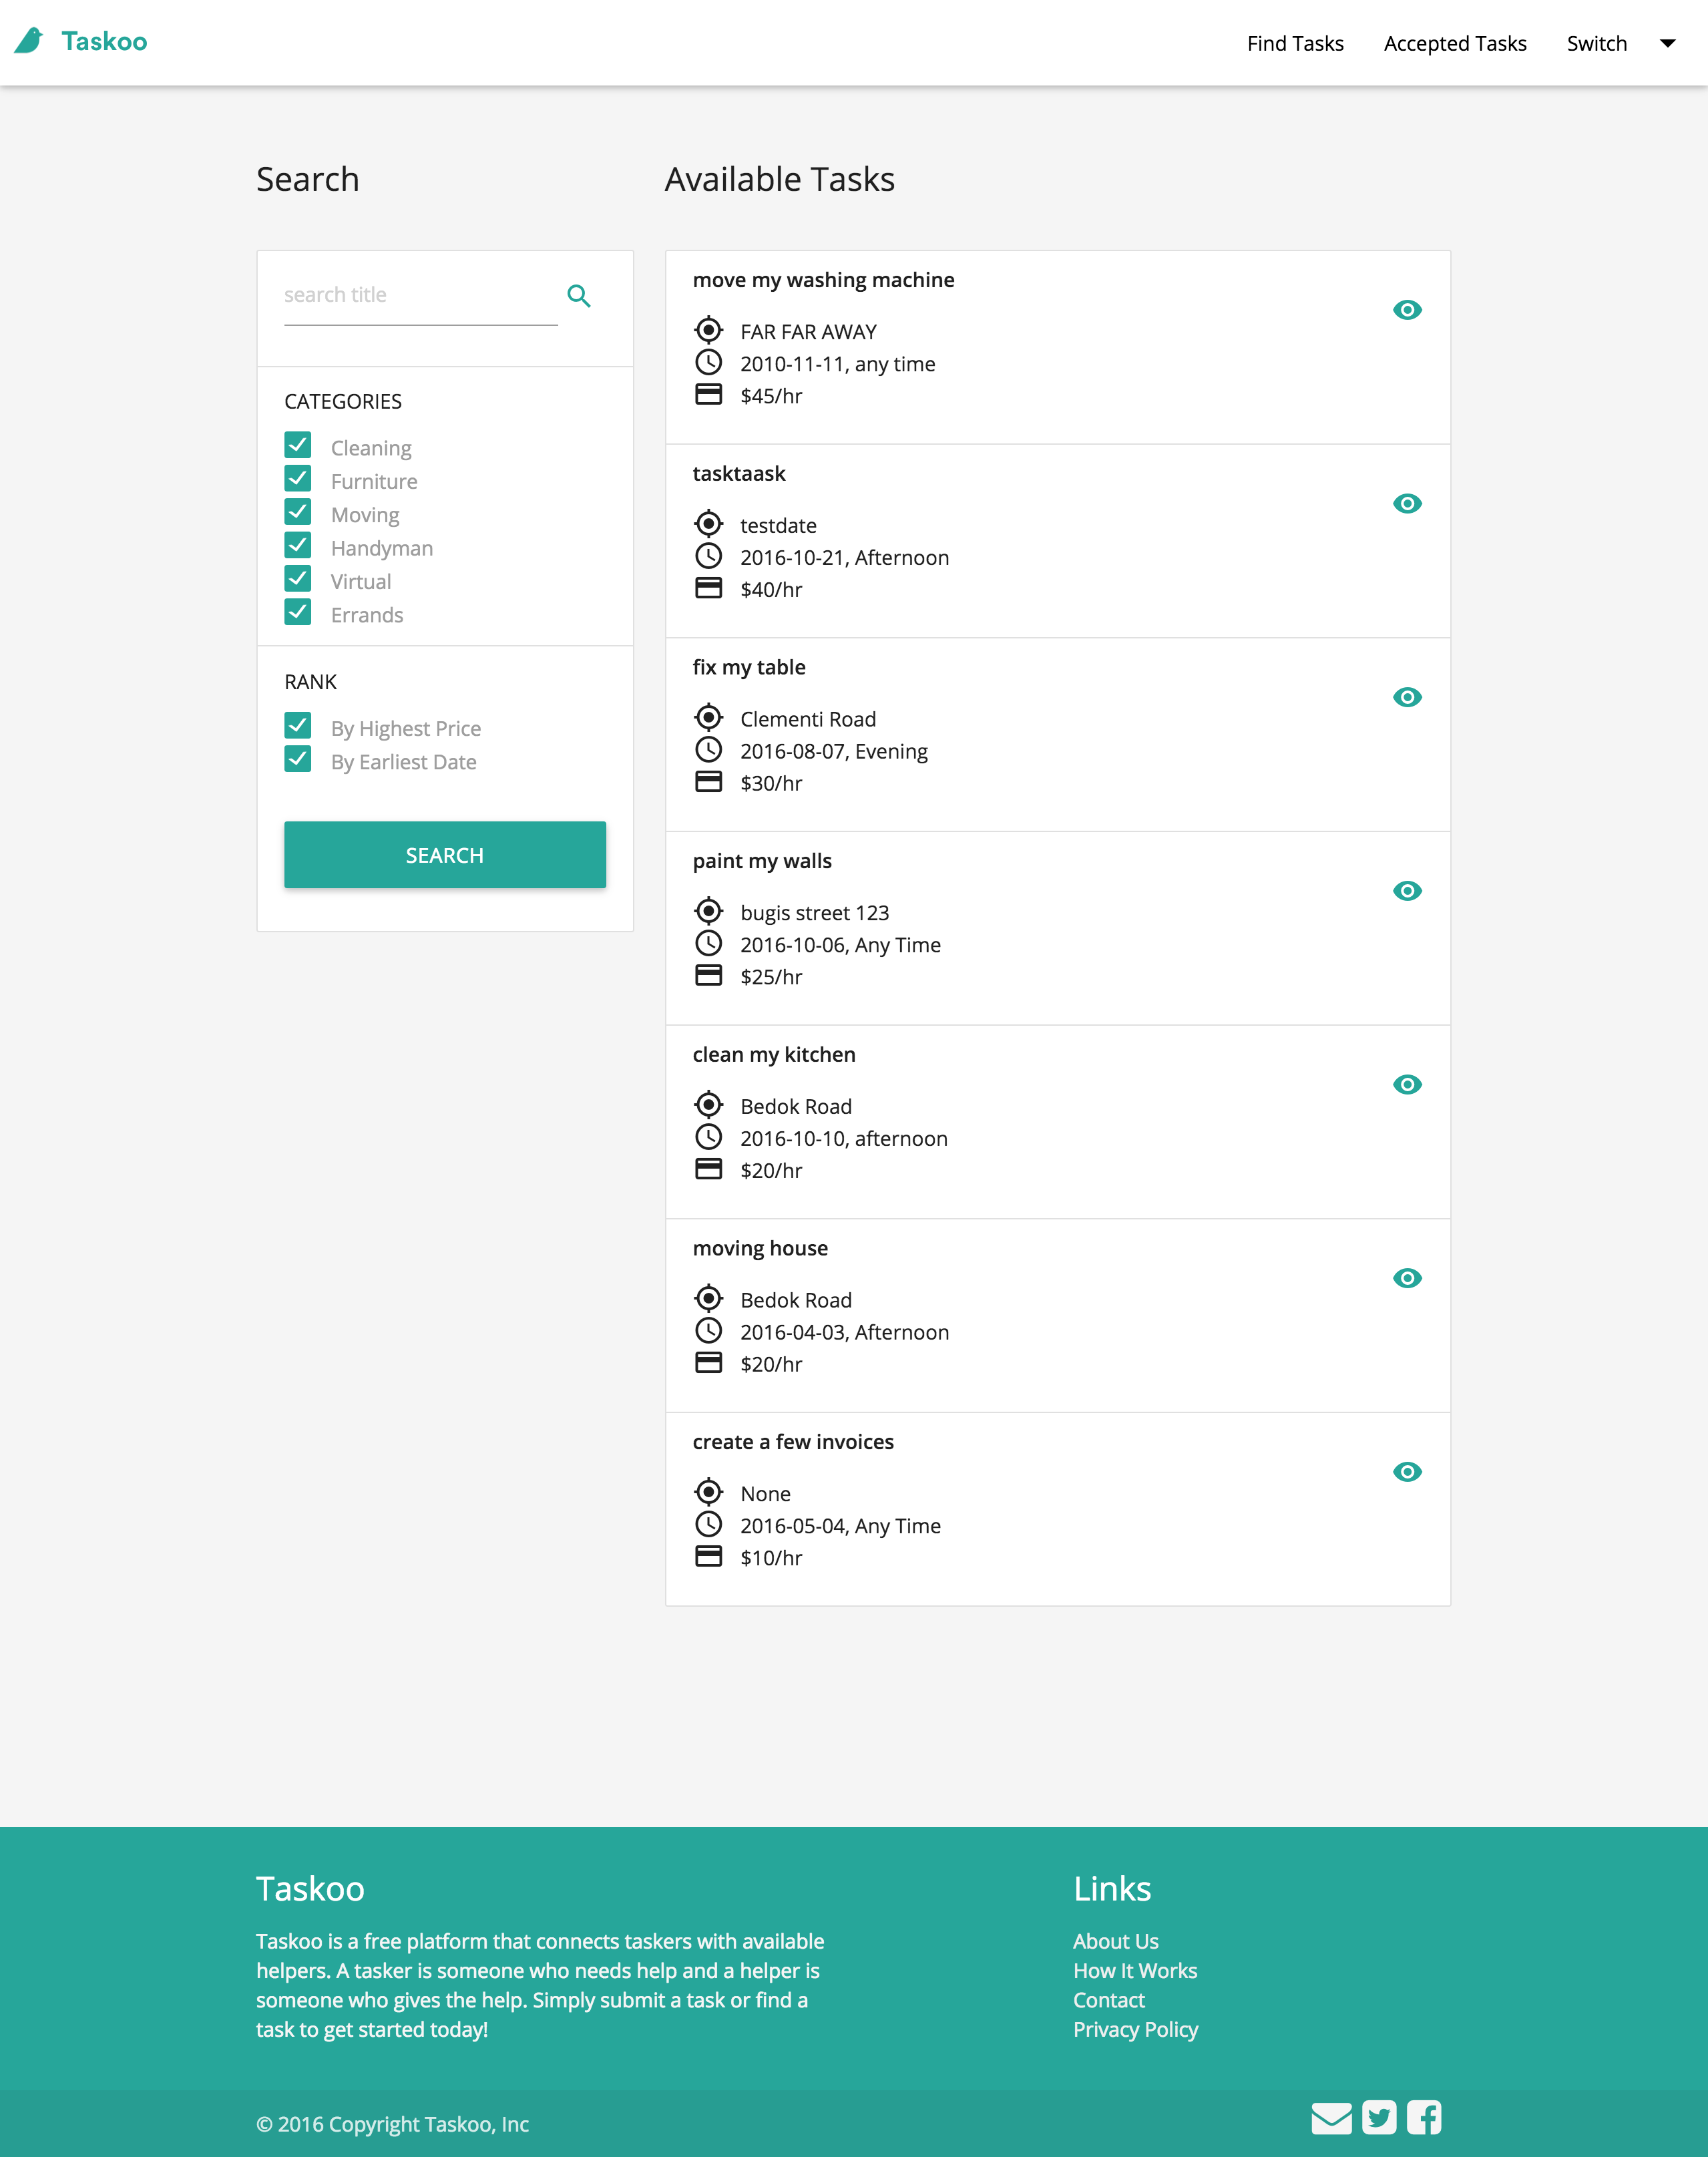 Taskoo
Find Tasks
Accepted Tasks
Switch
Search
search title
CATEGORIES
Cleaning
Furniture
Moving
Handyman
Virtual
Errands
RANK
By Highest Price
By Earliest Date
SEARCH
Available Tasks
move my washing machine
FAR FAR AWAY
2010-11-11, any time
$45/hr
tasktaask
testdate
2016-10-21, Afternoon
$40/hr
fix my table
Clementi Road
2016-08-07, Evening
$30/hr
paint my walls
bugis street 123
2016-10-06, Any Time
$25/hr
clean my kitchen
Bedok Road
2016-10-10, afternoon
$20/hr
moving house
Bedok Road
2016-04-03, Afternoon
$20/hr
create a few invoices
None
2016-05-04, Any Time
$10/hr
Taskoo
Taskoo is a free platform that connects taskers with available
helpers. A tasker is someone who needs help and a helper is
someone who gives the help. Simply submit a task or find a
task to get started today!
Links
About Us
How It Works
Contact
Privacy Policy
© 2016 Copyright Taskoo, Inc